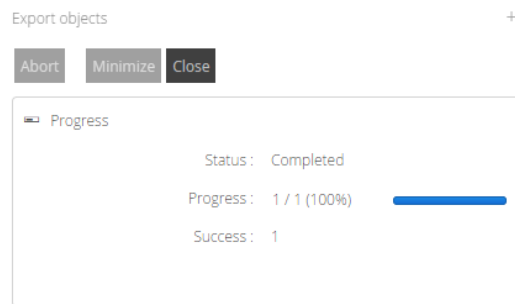 Export objects +
Abort Minimize Close
Progress
Status : Completed
Progress : 1 / 1 (100%)
Success : 1